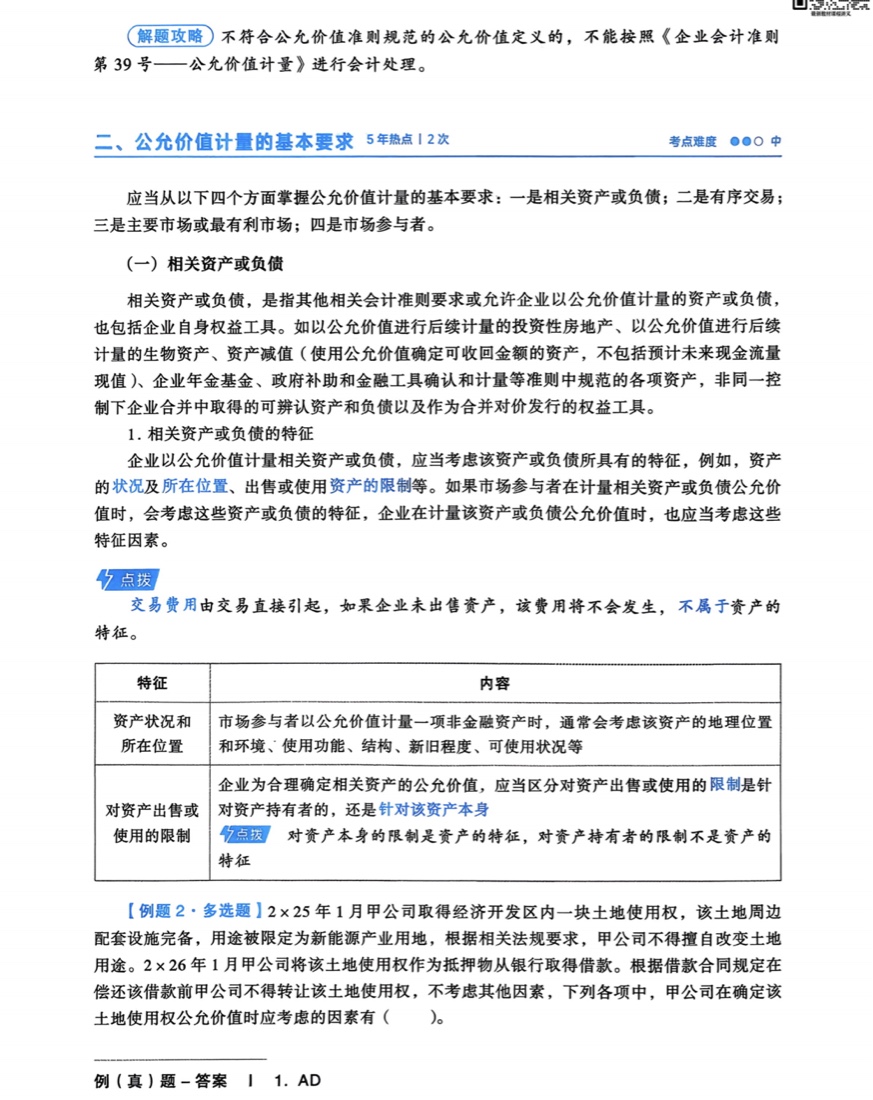 解题攻略 不符合公允价值准则规范的公允价值定义的，不能按照《企业会计准则
第 39 号——公允价值计量》进行会计处理。
二、公允价值计量的基本要求 5年热点 | 2次 考点难度 ●●○ 中
应当从以下四个方面掌握公允价值计量的基本要求：一是相关资产或负债；二是有序交易；
三是主要市场或最有利市场；四是市场参与者。
（一）相关资产或负债
相关资产或负债，是指其他相关会计准则要求或允许企业以公允价值计量的资产或负债，
也包括企业自身权益工具。如以公允价值进行后续计量的投资性房地产、以公允价值进行后续
计量的生物资产、资产减值（使用公允价值确定可收回金额的资产，不包括预计未来现金流量
现值）、企业年金基金、政府补助和金融工具确认和计量等准则中规范的各项资产，非同一控
制下企业合并中取得的可辨认资产和负债以及作为合并对价发行的权益工具。
1. 相关资产或负债的特征
企业以公允价值计量相关资产或负债，应当考虑该资产或负债所具有的特征，例如，资产
的状况及所在位置、出售或使用资产的限制等。如果市场参与者在计量相关资产或负债公允价
值时，会考虑这些资产或负债的特征，企业在计量该资产或负债公允价值时，也应当考虑这些
特征因素。
点拨
交易费用由交易直接引起，如果企业未出售资产，该费用将不会发生，不属于资产的
特征。
特征 内容
资产状况和
所在位置
市场参与者以公允价值计量一项非金融资产时，通常会考虑该资产的地理位置
和环境、使用功能、结构、新旧程度、可使用状况等
对资产出售或
使用的限制
企业为合理确定相关资产的公允价值，应当区分对资产出售或使用的限制是针
对资产持有者的，还是针对该资产本身
点拨 对资产本身的限制是资产的特征，对资产持有者的限制不是资产的
特征
【例题 2·多选题】2×25 年 1 月甲公司取得经济开发区内一块土地使用权，该土地周边
配套设施完备，用途被限定为新能源产业用地，根据相关法规要求，甲公司不得擅自改变土地
用途。2×26 年 1 月甲公司将该土地使用权作为抵押物从银行取得借款。根据借款合同规定在
偿还该借款前甲公司不得转让该土地使用权，不考虑其他因素，下列各项中，甲公司在确定该
土地使用权公允价值时应考虑的因素有（ ）。
例（真）题－答案 | 1. AD